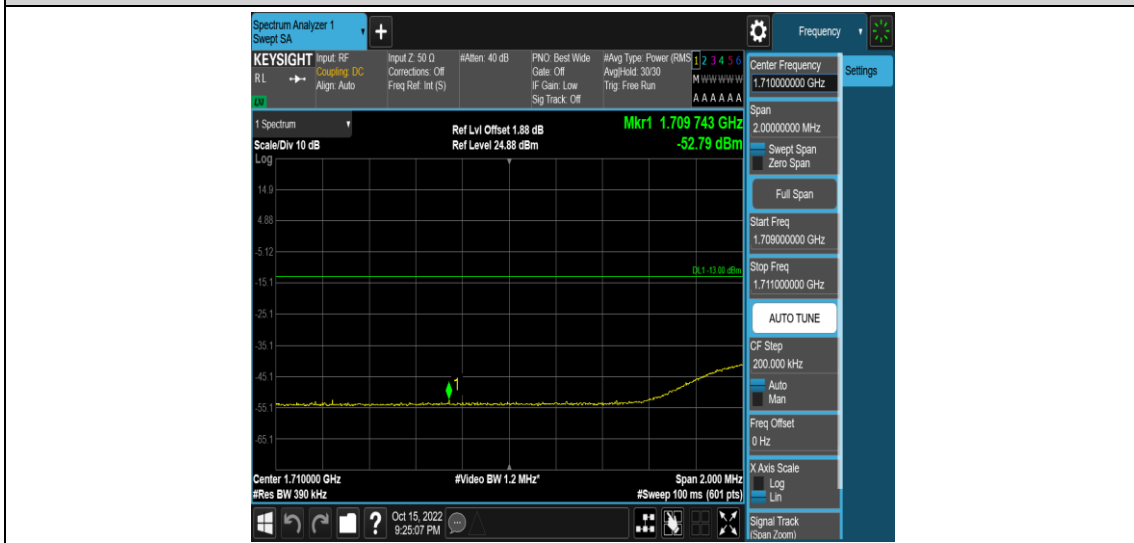 Spectrum Analyzer 1
Swept SA
+
Frequency
KEYSIGHT
RL
LXI
Input: RF
Coupling: DC
Align: Auto
Input Z: 50 Ω
Corrections: Off
Freq Ref: Int (S)
#Atten: 40 dB
PNO: Best Wide
Gate: Off
IF Gain: Low
Sig Track: Off
#Avg Type: Power (RMS
Avg|Hold: 30/30
Trig: Free Run
1 2 3 4 5 6
M W W W W W
A A A A A A
1 Spectrum
Scale/Div 10 dB
Log
Ref Lvl Offset 1.88 dB
Ref Level 24.88 dBm
Mkr1 1.709 743 GHz
-52.79 dBm
14.9
4.88
-5.12
DL1 -13.00 dBm
-15.1
-25.1
-35.1
-45.1
1
-55.1
-65.1
Center 1.710000 GHz
#Res BW 390 kHz
#Video BW 1.2 MHz*
Span 2.000 MHz
#Sweep 100 ms (601 pts)
?
Oct 15, 2022
9:25:07 PM
Center Frequency
1.710000000 GHz
Settings
Span
2.00000000 MHz
Swept Span
Zero Span
Full Span
Start Freq
1.709000000 GHz
Stop Freq
1.711000000 GHz
AUTO TUNE
CF Step
200.000 kHz
Auto
Man
Freq Offset
0 Hz
X Axis Scale
Log
Lin
Signal Track
(Span Zoom)